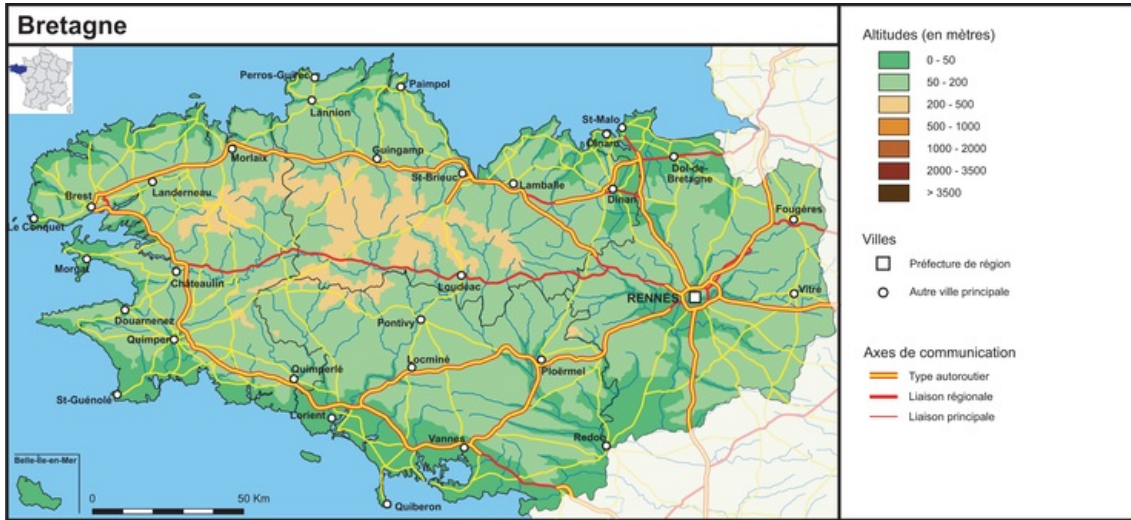 Bretagne
Perros-Guirec
Paimpol
Lannion
St-Malo
Dinard
Morlaix
Guingamp
St-Brieuc
Lamballe
Dol-de-
Bretagne
Landerneau
Brest
Dinan
Fougères
Le Conquet
Morgat
Châteaulin
Loudéac
RENNES
Vitré
Douarnenez
Pontivy
Quimper
Locminé
Ploërmel
Quimperlé
St-Guénolé
Lorient
Vannes
Redon
Belle-Ile-en-Mer
0
50 Km
Quiberon
Altitudes (en mètres)
0 - 50
50 - 200
200 - 500
500 - 1000
1000 - 2000
2000 - 3500
> 3500
Villes
Préfecture de région
Autre ville principale
Axes de communication
Type autoroutier
Liaison régionale
Liaison principale